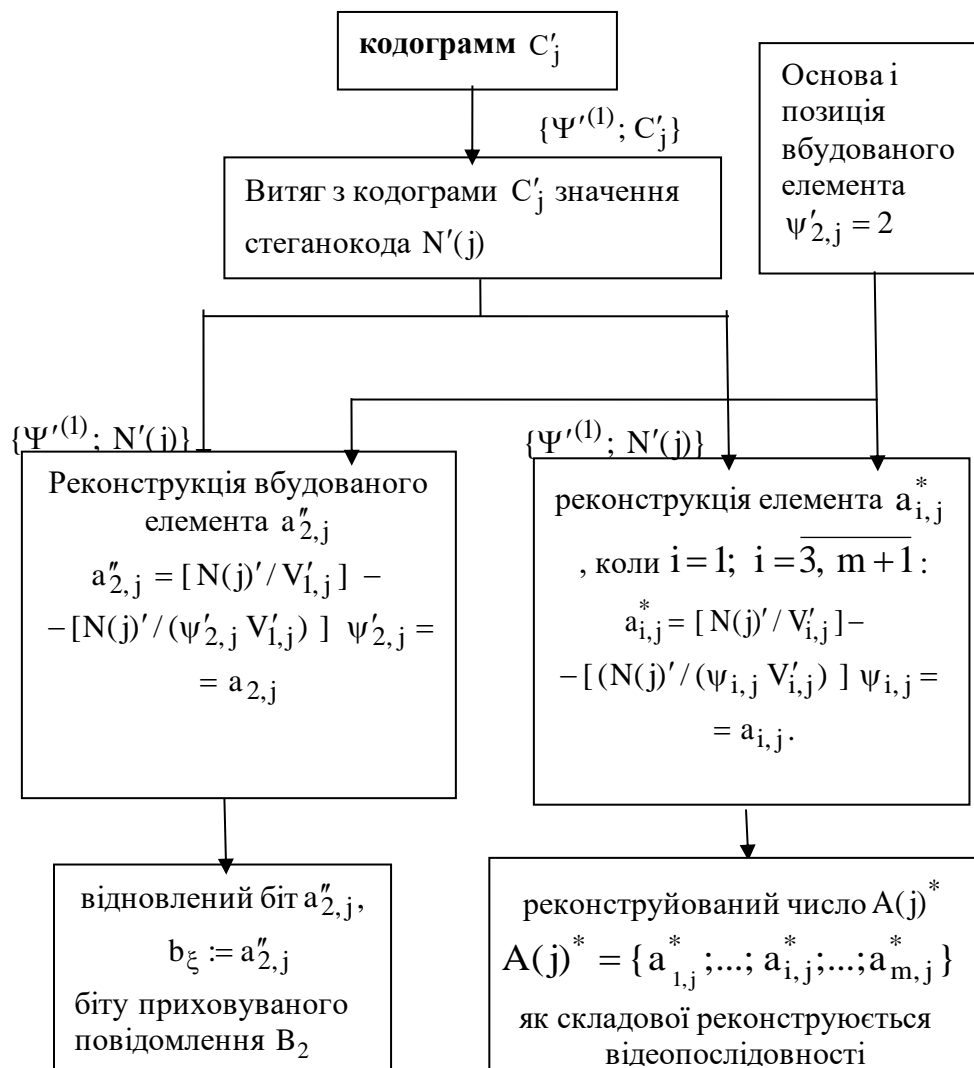 кодограмм C′j
Основа і
позиція
вбудованого
елемента
ψ′2,j = 2
{Ψ′(1); C′j}
Витяг з кодограми C′j значення
стеганокода N′(j)
{Ψ′(1); N′(j)}
Реконструкція вбудованого
елемента a″2,j
a″2,j = [ N(j)′ / V′1,j ] −
− [ N(j)′ / (ψ′2,j V′1,j) ] ψ′2,j =
= a2,j
{Ψ′(1); N′(j)}
реконструкція елемента a*i,j
, коли i = 1; i = \overline{3, m + 1} :
a*i,j = [ N(j)′ / V′i,j ] −
− [ (N(j)′ / (ψi,j V′i,j) ] ψi,j =
= ai,j.
відновлений біт a″2,j,
bξ := a″2,j
біту приховуваного
повідомлення B2
реконструйований число A(j)*
A(j)* = {a*1,j ;...; a*i,j;...;a*m,j}
як складової реконструюється
відеопослідовності